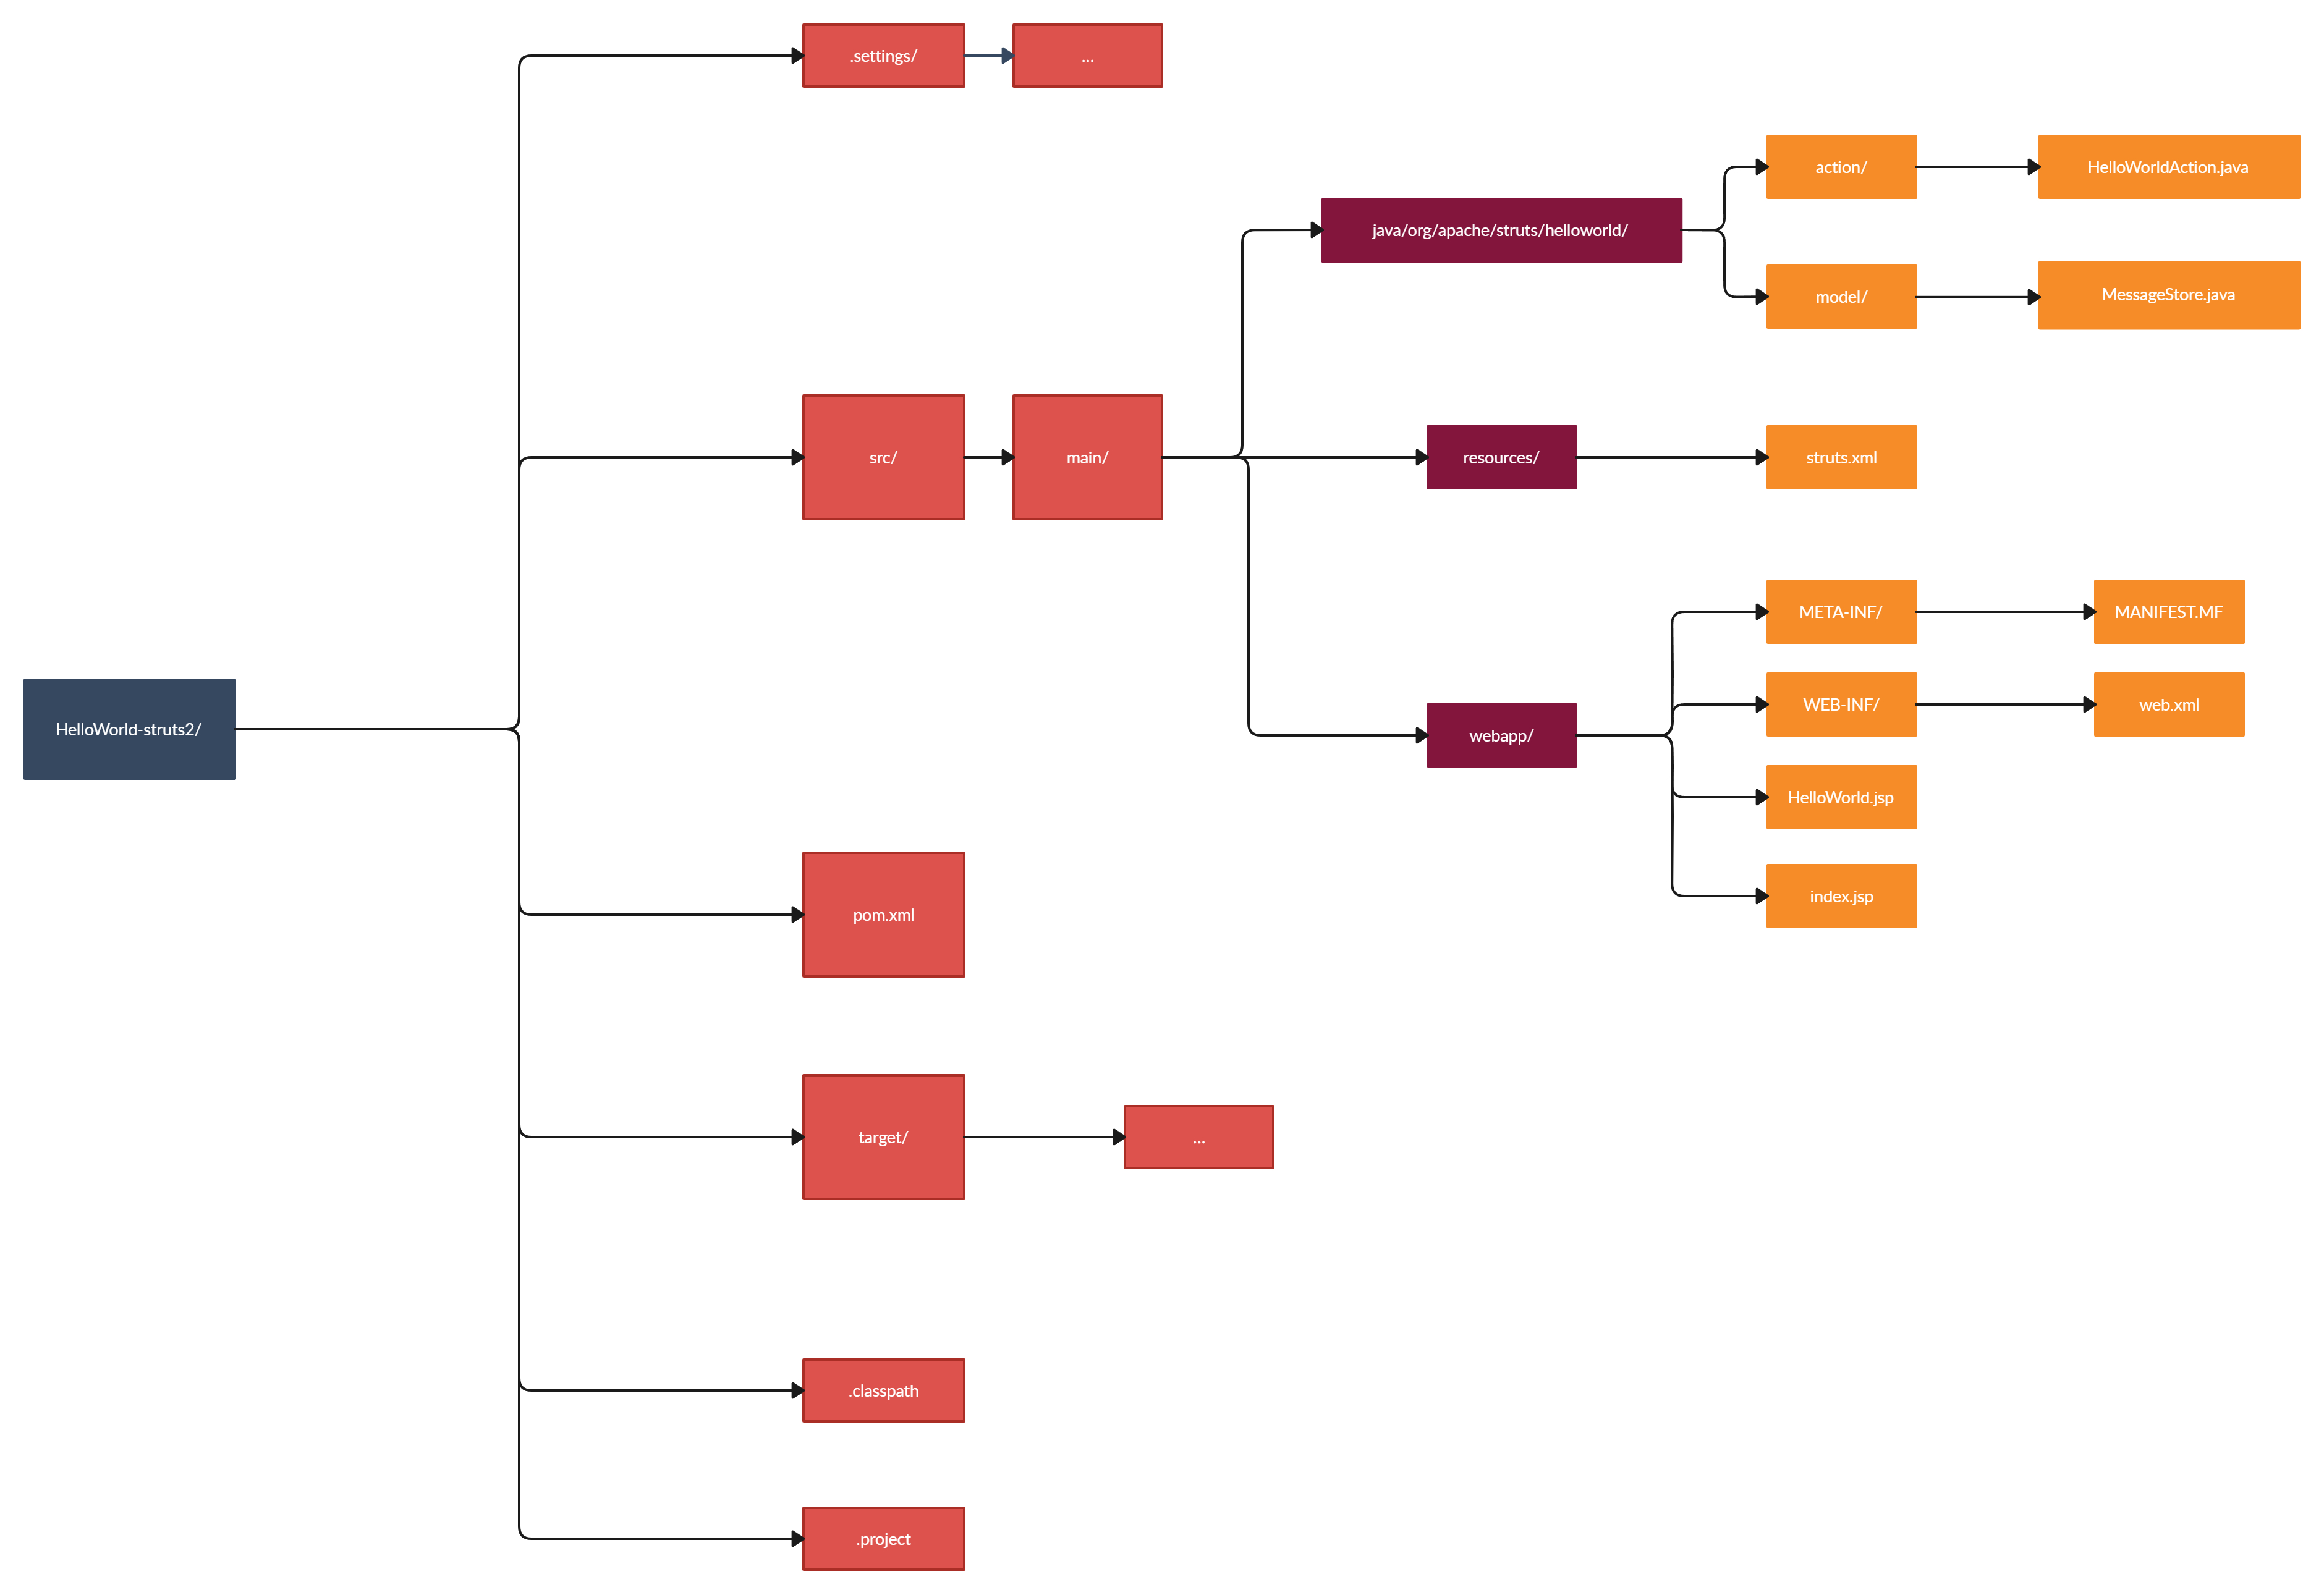 .settings/
...
action/
HelloWorldAction.java
java/org/apache/struts/helloworld/
model/
MessageStore.java
src/
main/
resources/
struts.xml
META-INF/
MANIFEST.MF
WEB-INF/
web.xml
HelloWorld-struts2/
webapp/
HelloWorld.jsp
index.jsp
pom.xml
target/
...
.classpath
.project